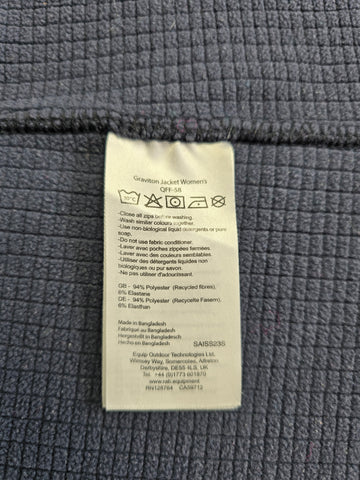 Graviton Jacket Women's
QFF-58
30°C
-Close all zips before washing.
-Wash similar colours together.
-Use non-biological liquid detergents or pure
soap.
-Do not use fabric conditioner.
-Laver avec poches zippées fermées.
-Laver avec des couleurs semblables.
-Utiliser des détergents liquides non
biologiques ou du savon pur.
-Ne pas utiliser d'adoucissant.
GB - 94% Polyester (Recycled fibres),
6% Elastane
DE - 94% Polyester (Recycelte Fasern),
6% Elasthan
Made in Bangladesh
Fabriqué au Bangladesh
Hergestellt in Bangladesch
Hecho en Bangladesh
SAISS23S
Equip Outdoor Technologies Ltd.
Wimsey Way, Somercotes, Alfreton
Derbyshire, DE55 4LS, UK
Tel. +44 (0)1773 601870
www.rab.equipment
RN128764 CA39712